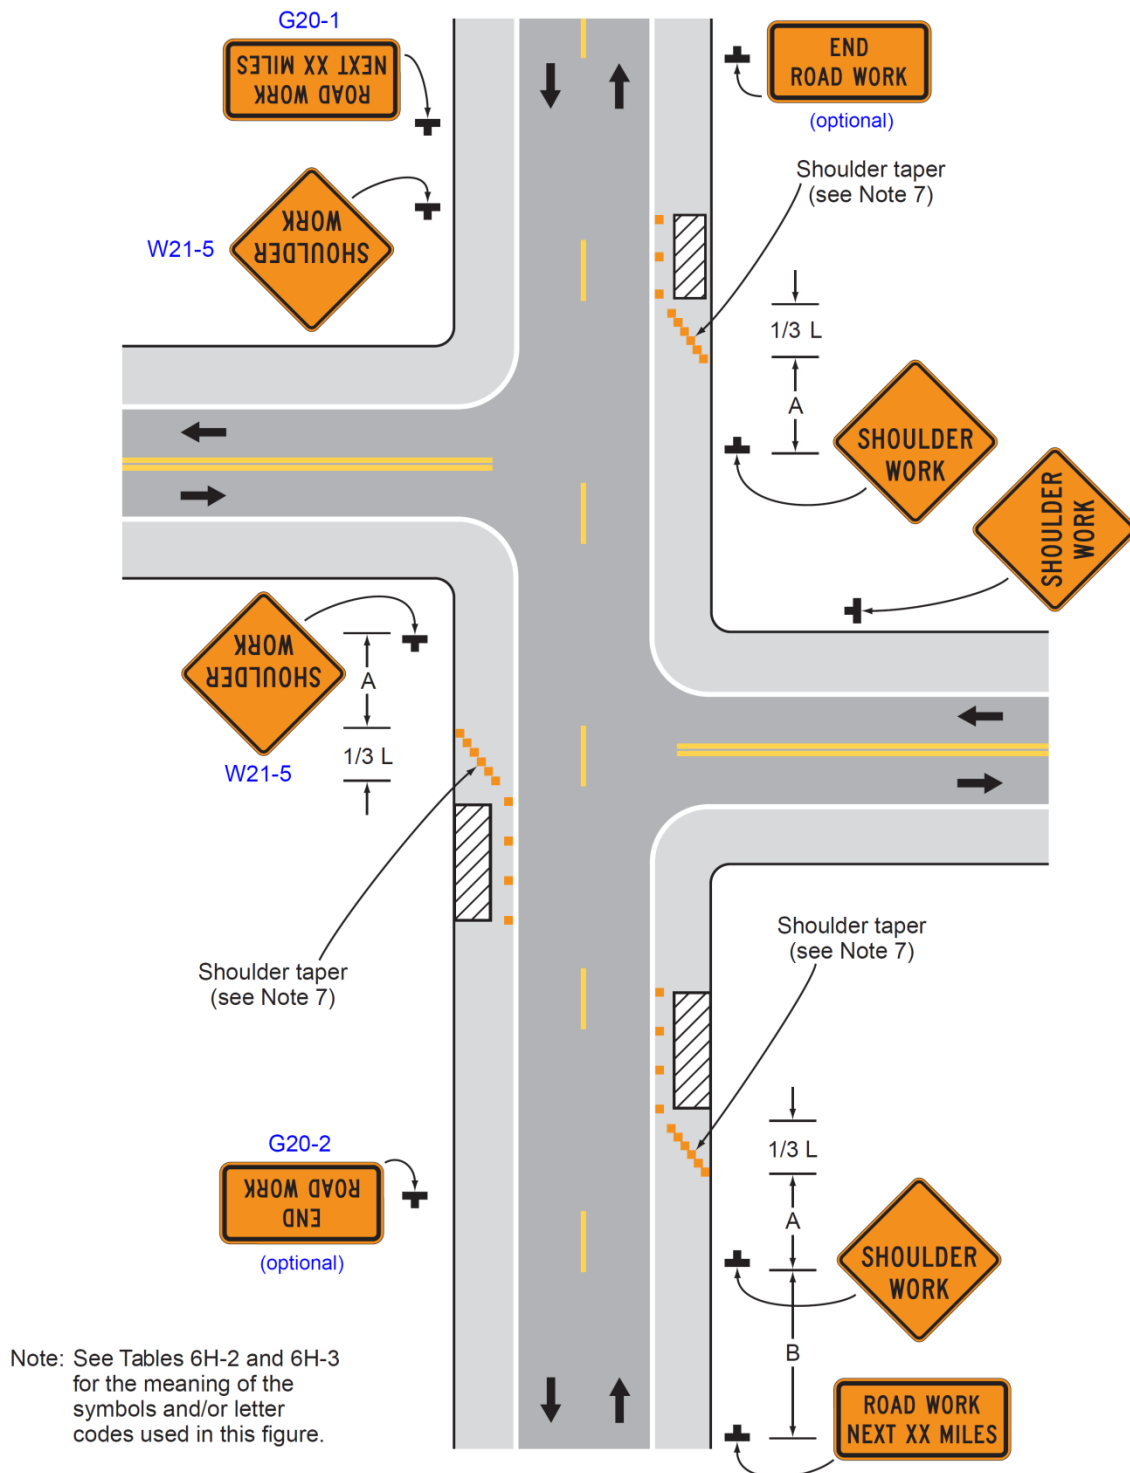 G20-1
ROAD WORK
NEXT XX MILES
END
ROAD WORK
(optional)
Shoulder taper
(see Note 7)
SHOULDER
WORK
W21-5
1/3 L
A
SHOULDER
WORK
SHOULDER
WORK
SHOULDER
WORK
A
1/3 L
W21-5
Shoulder taper
(see Note 7)
Shoulder taper
(see Note 7)
G20-2
END
ROAD WORK
(optional)
1/3 L
A
SHOULDER
WORK
B
ROAD WORK
NEXT XX MILES
Note: See Tables 6H-2 and 6H-3
for the meaning of the
symbols and/or letter
codes used in this figure.